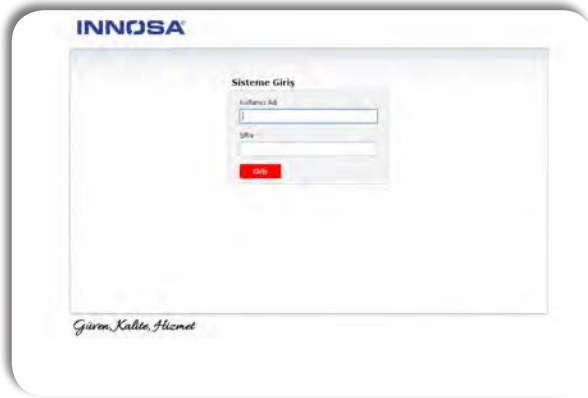 INNOSA
Sisteme Giriş
Kullanıcı Adı
Şifre
Giriş
Güven, Kalite, Hizmet